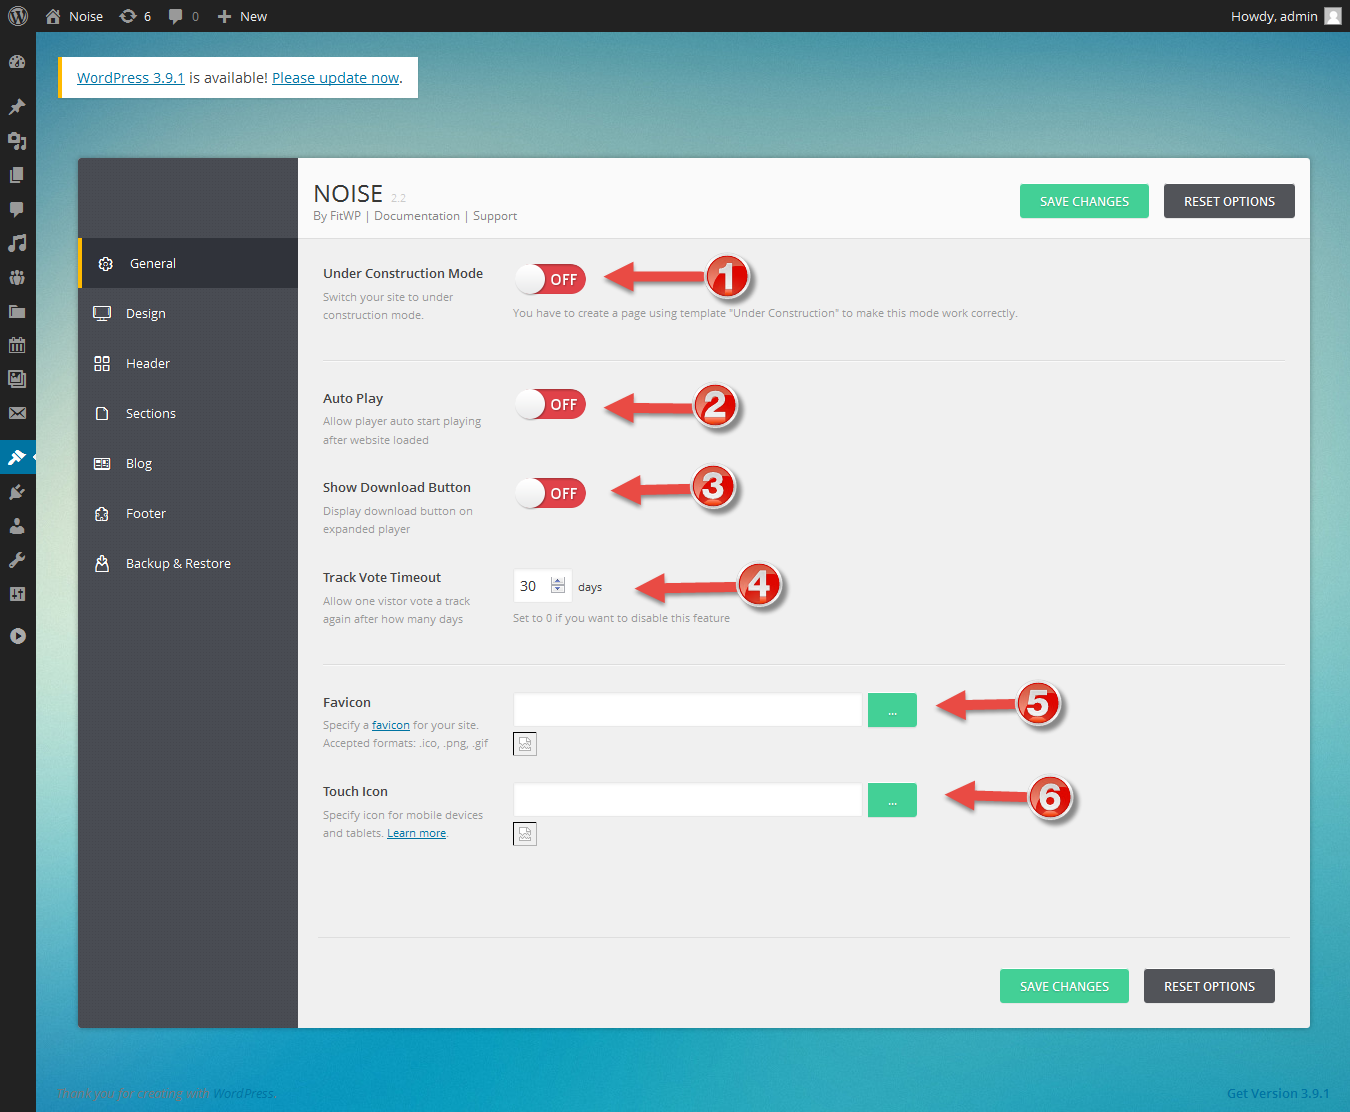 Noise 6 0 New Howdy, admin
WordPress 3.9.1 is available! Please update now.
NOISE 2.2
By FitWP | Documentation | Support
SAVE CHANGES RESET OPTIONS
General
Design
Header
Sections
Blog
Footer
Backup & Restore
Under Construction Mode
Switch your site to under
construction mode.
OFF
1
You have to create a page using template "Under Construction" to make this mode work correctly.
Auto Play
Allow player auto start playing
after website loaded
OFF
2
Show Download Button
Display download button on
expanded player
OFF
3
Track Vote Timeout
Allow one vistor vote a track
again after how many days
30 days
4
Set to 0 if you want to disable this feature
Favicon
Specify a favicon for your site.
Accepted formats: .ico, .png, .gif
...
5
Touch Icon
Specify icon for mobile devices
and tablets. Learn more.
...
6
SAVE CHANGES RESET OPTIONS
Thank you for creating with WordPress
Get Version 3.9.1